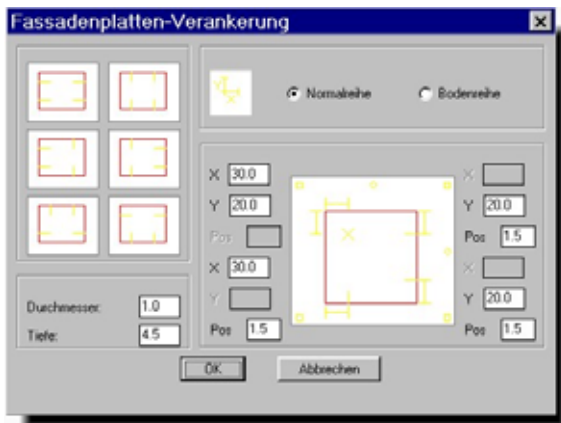 Fassadenplatten-Verankerung
Normalreihe
Bodenreihe
X 30.0
Y 20.0
Pos
X 30.0
Y
Pos 1.5
X
Y 20.0
Pos 1.5
X
Y 20.0
Pos 1.5
Durchmesser: 1.0
Tiefe: 4.5
OK
Abbrechen